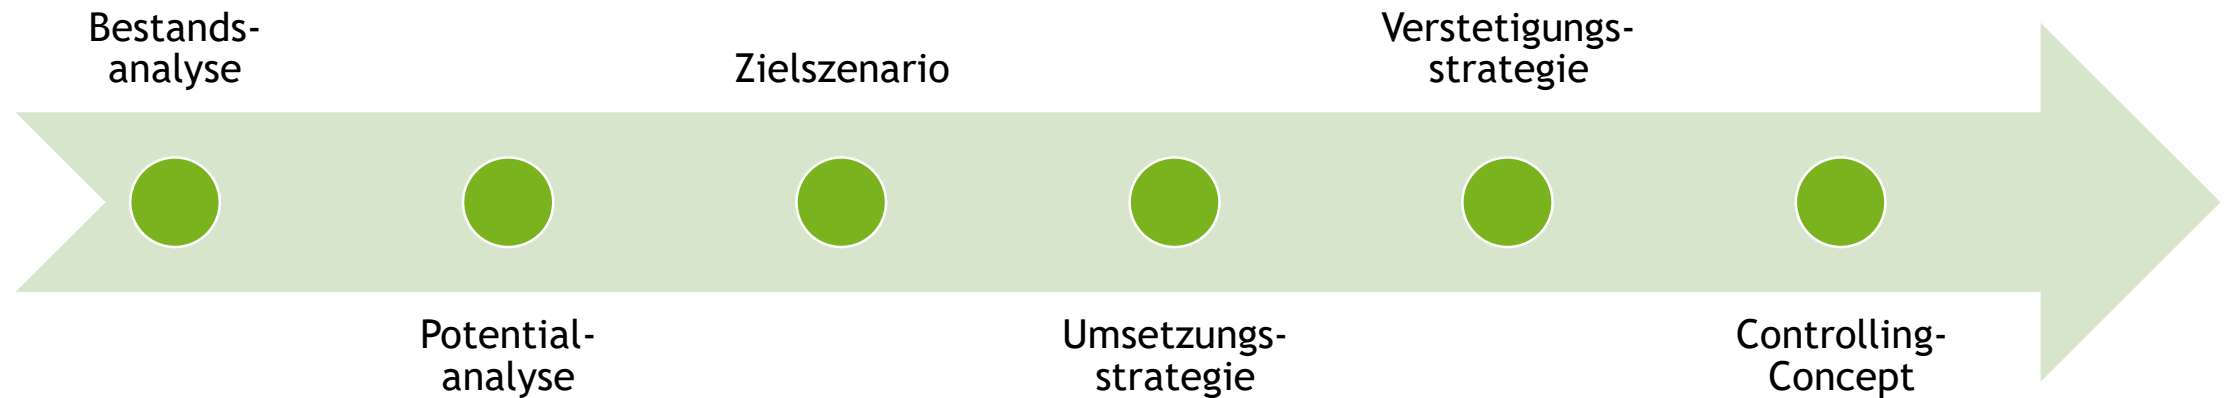 Bestands-
analyse
Potential-
analyse
Zielszenario
Umsetzungs-
strategie
Verstetigungs-
strategie
Controlling-
Concept